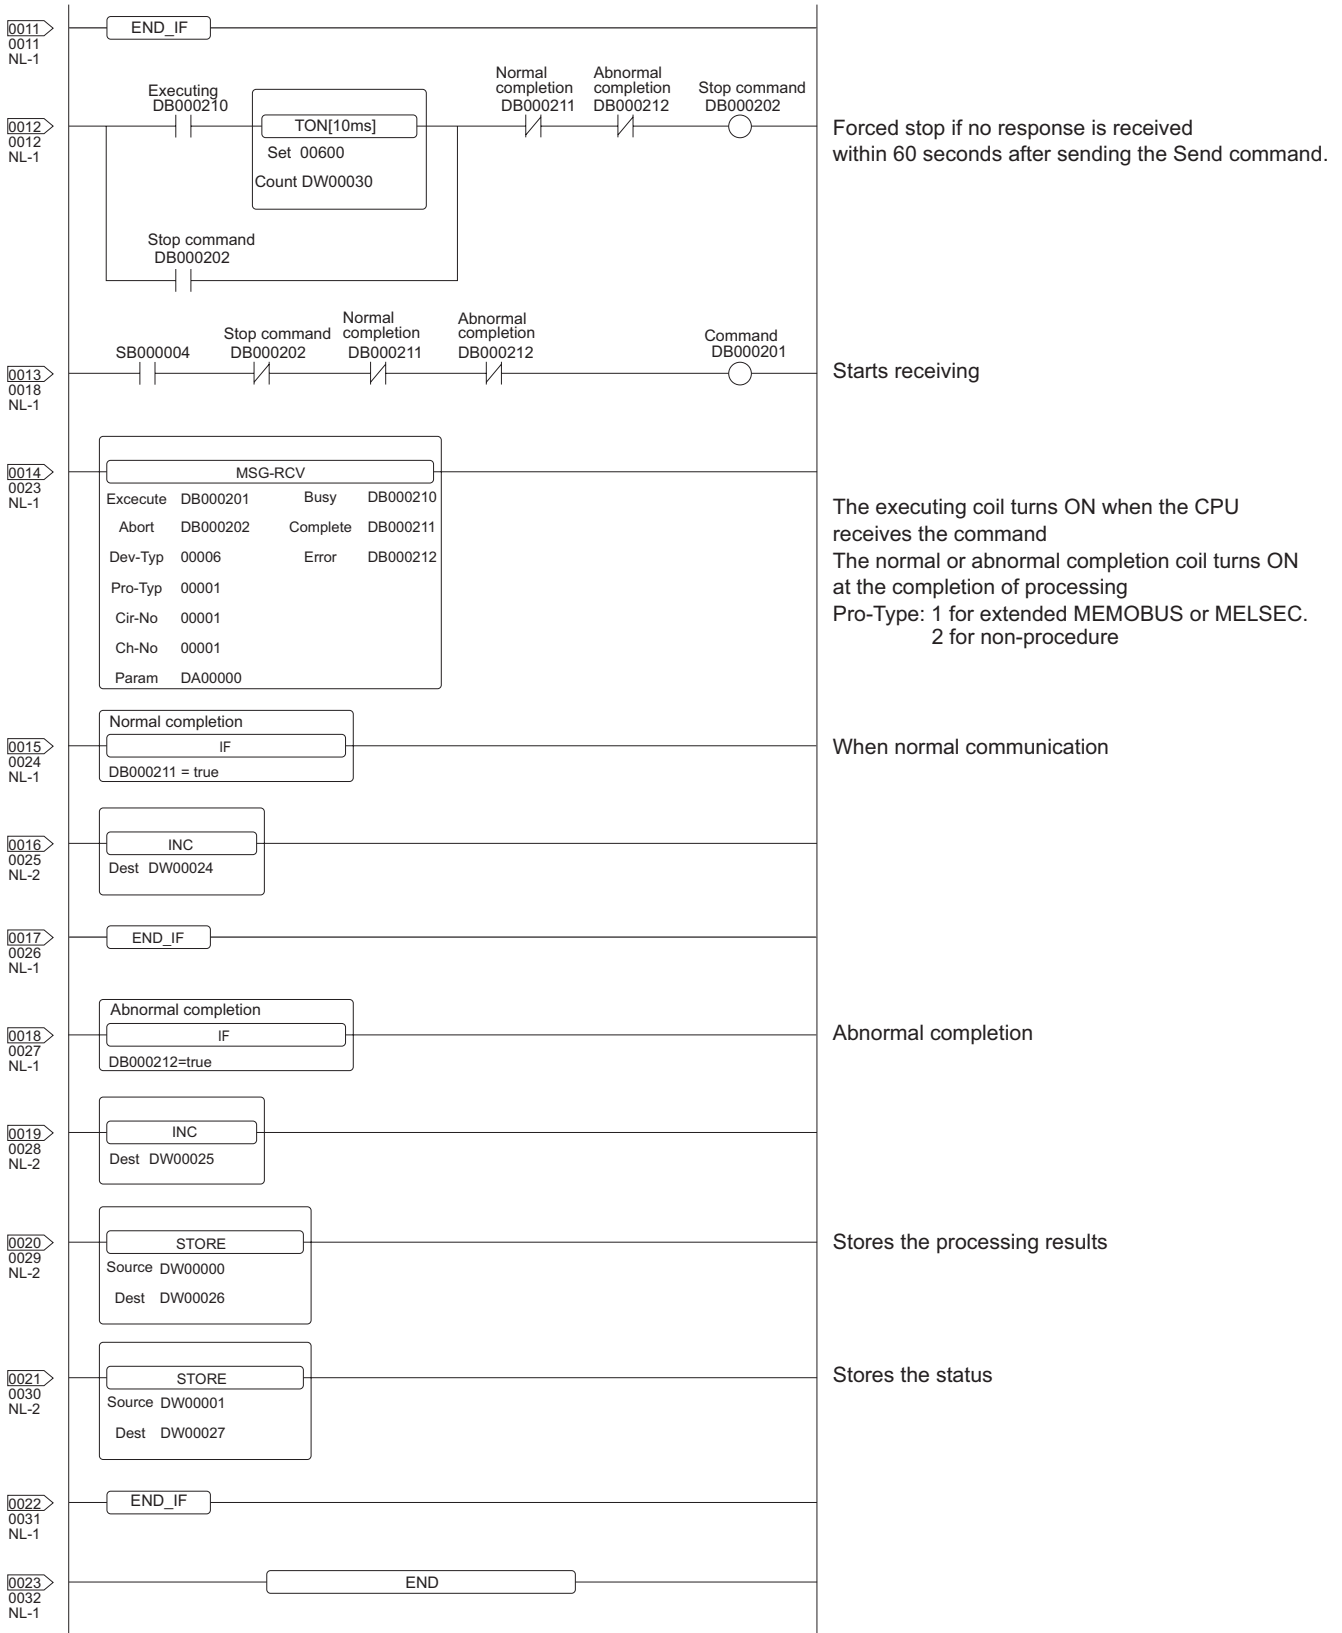 0011
0011
NL-1
END_IF
Executing
DB000210
Normal
completion
DB000211
Abnormal
completion
DB000212
Stop command
DB000202
0012
0012
NL-1
TON[10ms]
Set 00600
Count DW00030
Forced stop if no response is received
within 60 seconds after sending the Send command.
Stop command
DB000202
SB000004
Stop command
DB000202
Normal
completion
DB000211
Abnormal
completion
DB000212
Command
DB000201
0013
0018
NL-1
Starts receiving
0014
0023
NL-1
MSG-RCV
Excecute DB000201 Busy DB000210
Abort DB000202 Complete DB000211
Dev-Typ 00006 Error DB000212
Pro-Typ 00001
Cir-No 00001
Ch-No 00001
Param DA00000
The executing coil turns ON when the CPU
receives the command
The normal or abnormal completion coil turns ON
at the completion of processing
Pro-Type: 1 for extended MEMOBUS or MELSEC.
2 for non-procedure
Normal completion
0015
0024
NL-1
IF
DB000211 = true
When normal communication
0016
0025
NL-2
INC
Dest DW00024
0017
0026
NL-1
END_IF
Abnormal completion
0018
0027
NL-1
IF
DB000212=true
Abnormal completion
0019
0028
NL-2
INC
Dest DW00025
0020
0029
NL-2
STORE
Source DW00000
Dest DW00026
Stores the processing results
0021
0030
NL-2
STORE
Source DW00001
Dest DW00027
Stores the status
0022
0031
NL-1
END_IF
0023
0032
NL-1
END